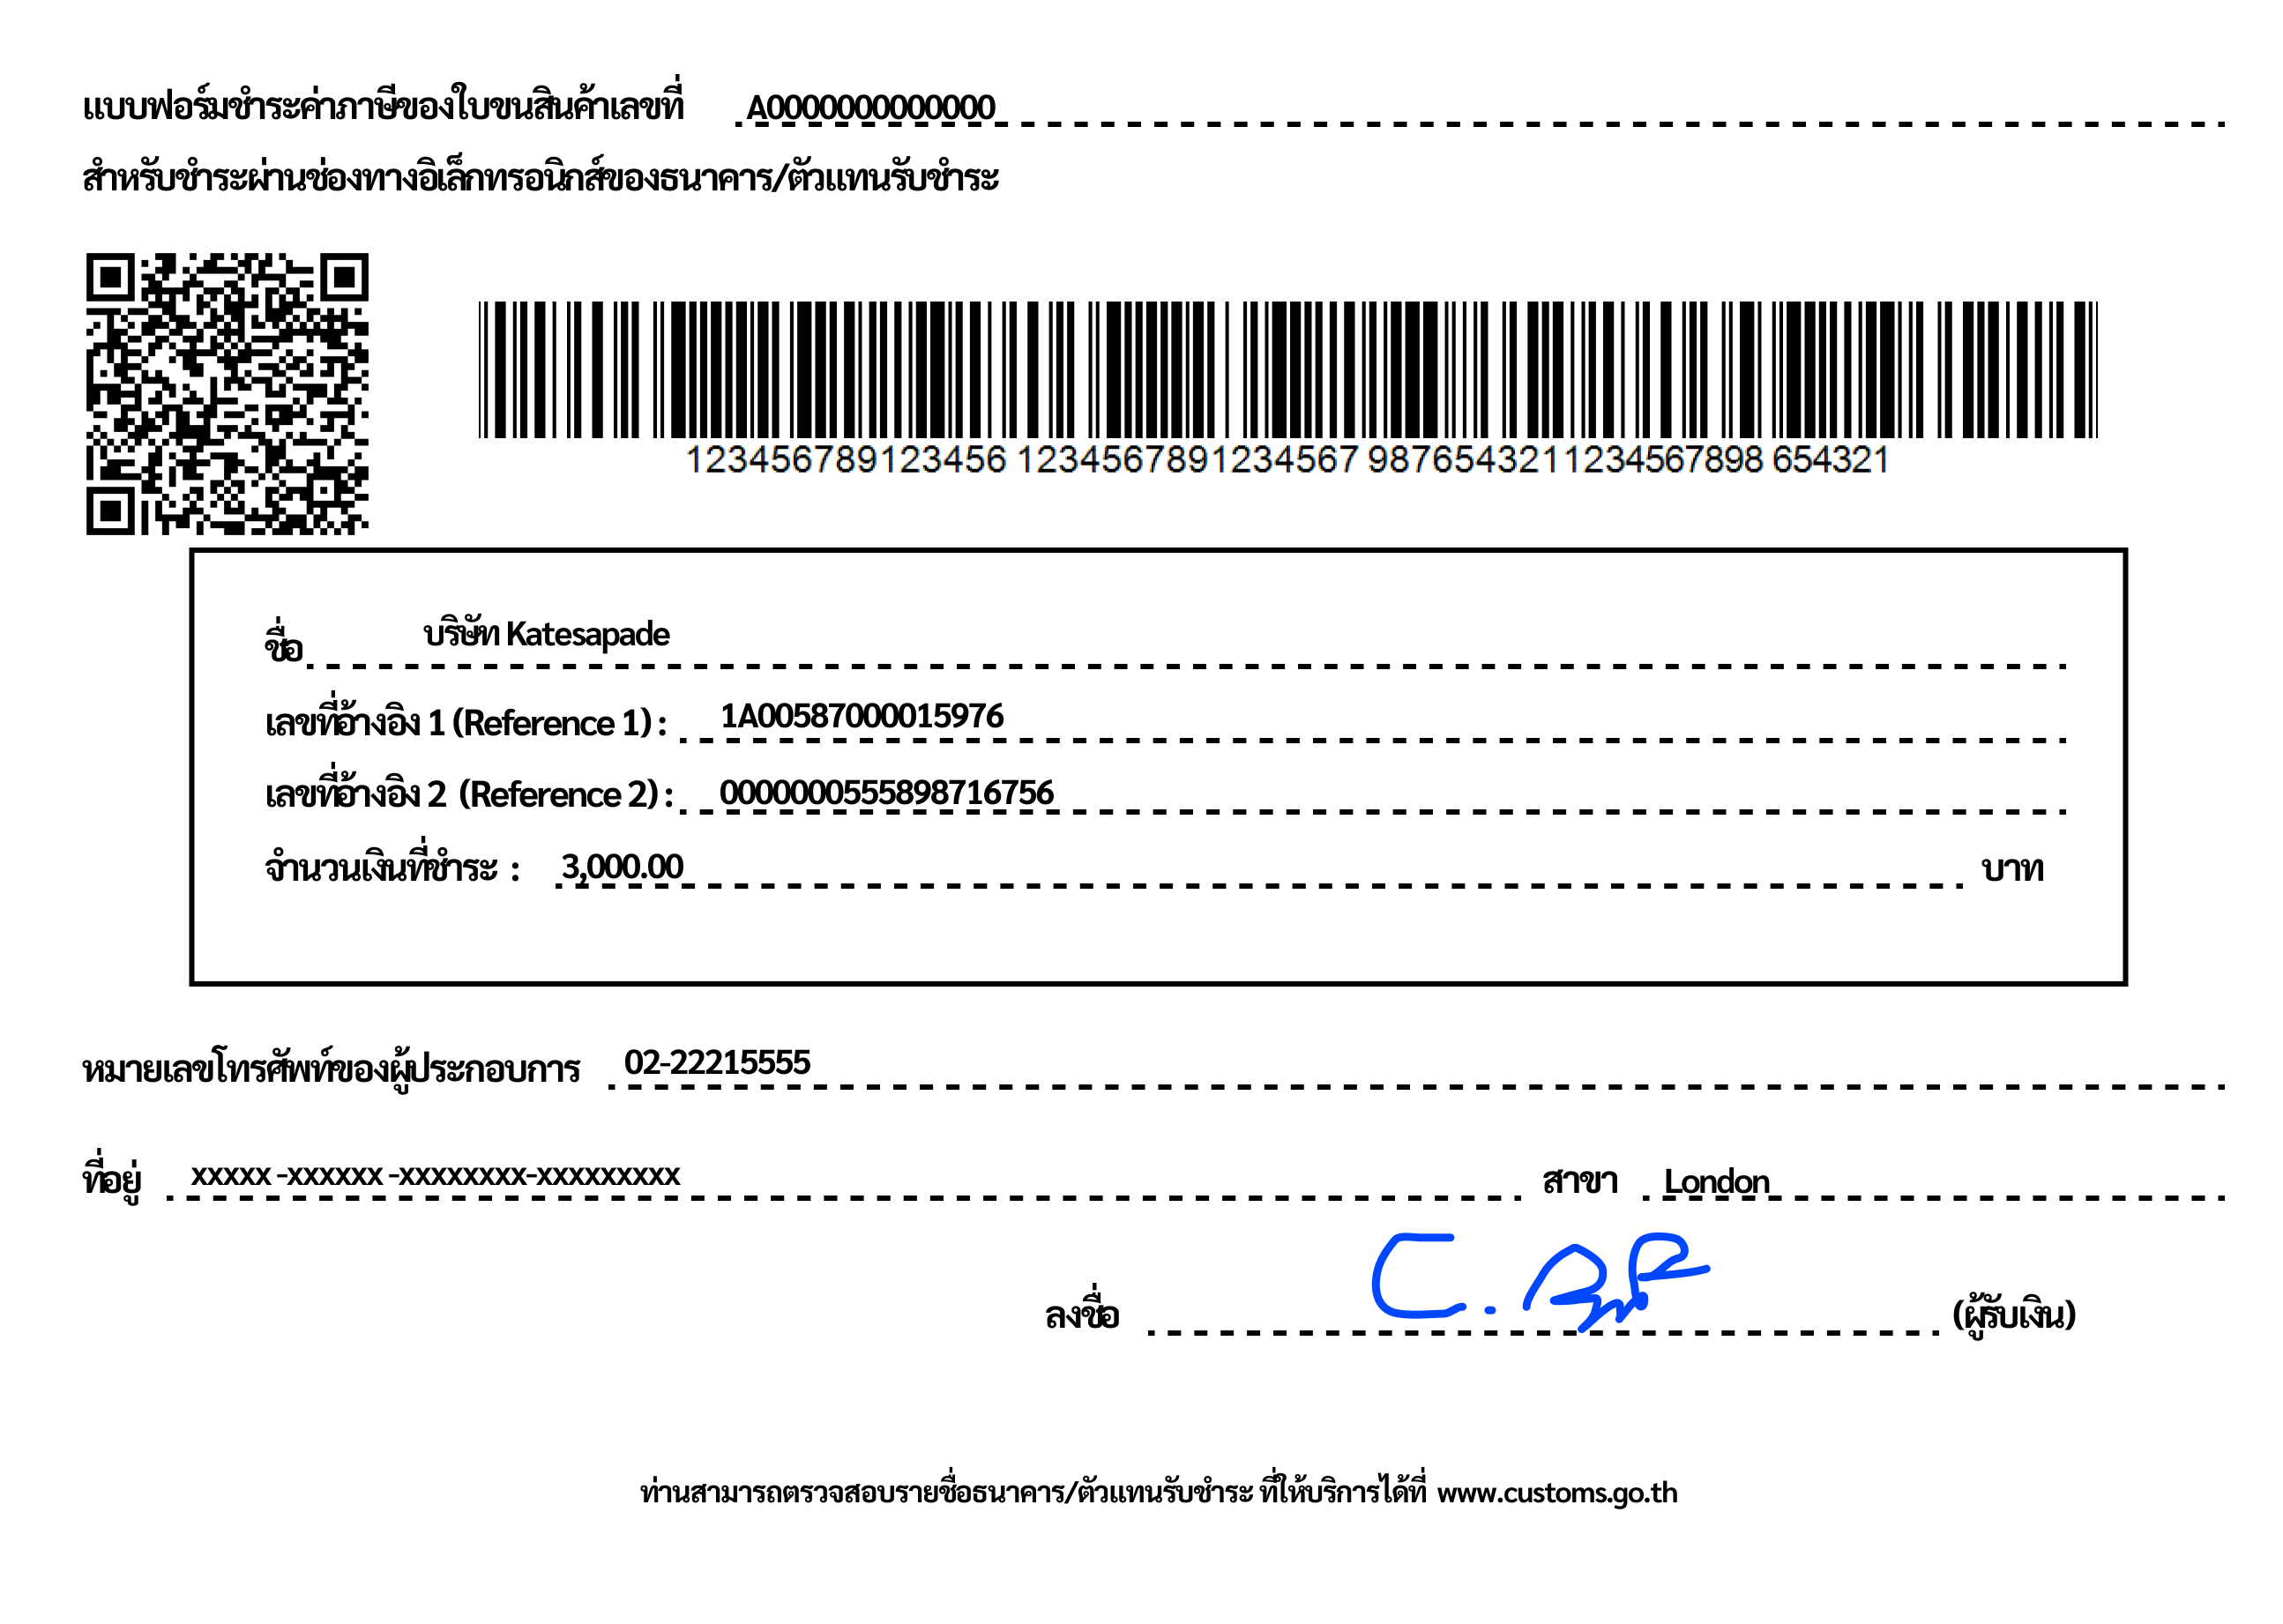 แบบฟอร์มชำระค่าภาษีของใบขนสินค้าเลขที่ A0000000000000
สำหรับชำระผ่านช่องทางอิเล็กทรอนิกส์ของธนาคาร/ตัวแทนรับชำระ
123456789123456 1234567891234567 9876543211234567898 654321
ชื่อ บริษัท Katesapade
เลขที่อ้างอิง 1 (Reference 1) : 1A00587000015976
เลขที่อ้างอิง 2 (Reference 2) : 0000000555898716756
จำนวนเงินที่ชำระ : 3,000.00 บาท
หมายเลขโทรศัพท์ของผู้ประกอบการ 02-22215555
ที่อยู่ xxxxx -xxxxxx -xxxxxxxx-xxxxxxxxx สาขา London
ลงชื่อ (ผู้รับเงิน)
ท่านสามารถตรวจสอบรายชื่อธนาคาร/ตัวแทนรับชำระ ที่ให้บริการได้ที่ www.customs.go.th